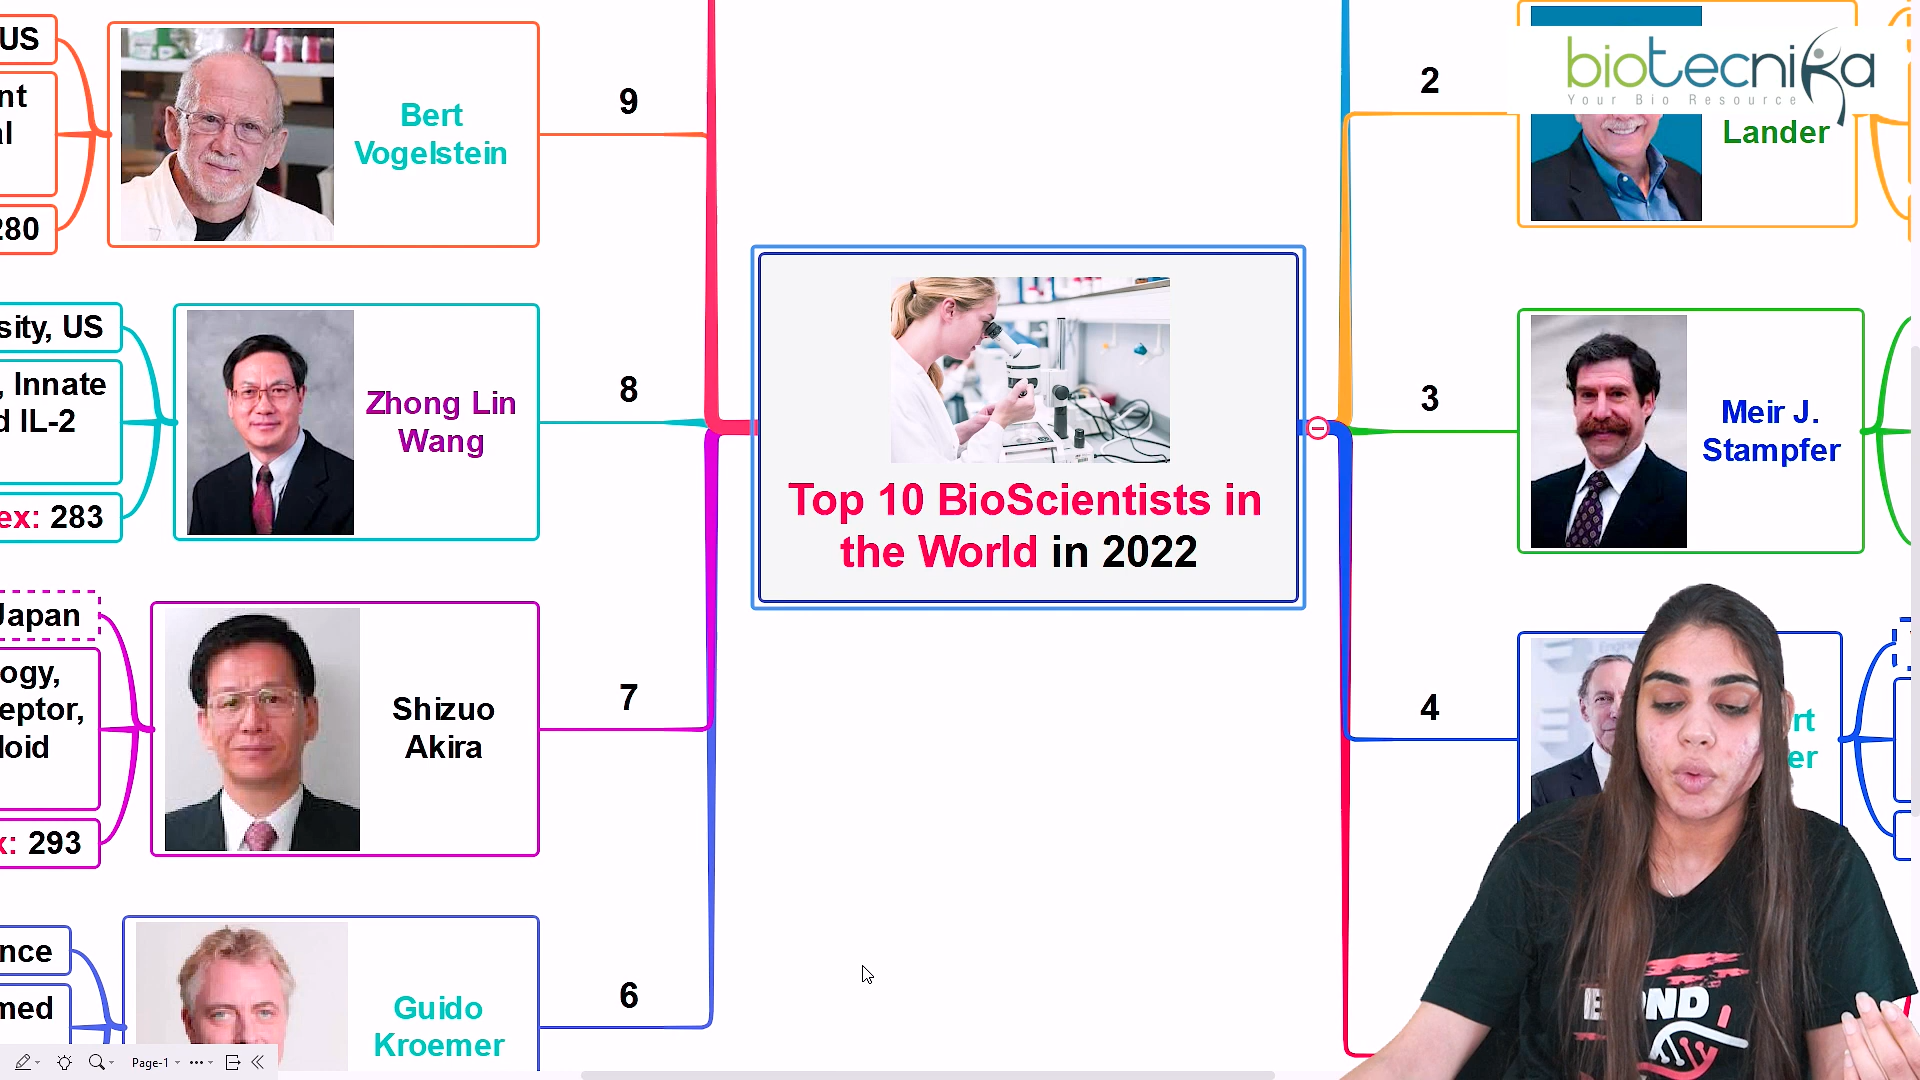 US
nt
al
280
Bert
Vogelstein
9
sity, US
, Innate
d IL-2
ex: 283
Zhong Lin
Wang
8
Japan
ogy,
eptor,
loid
x: 293
Shizuo
Akira
7
nce
med
Guido
Kroemer
6
Top 10 BioScientists in
the World in 2022
2
biotecnika
Your Bio Resource
Lander
3
Meir J.
Stampfer
4
rt
er
Page-1